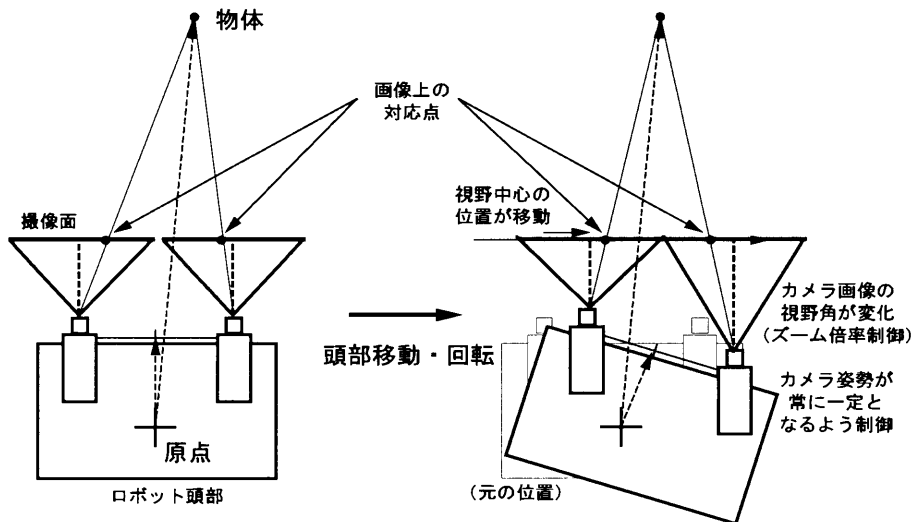 物体
画像上の
対応点
撮像面
視野中心の
位置が移動
カメラ画像の
視野角が変化
(ズーム倍率制御)
頭部移動・回転
カメラ姿勢が
常に一定と
なるよう制御
原点
ロボット頭部
(元の位置)